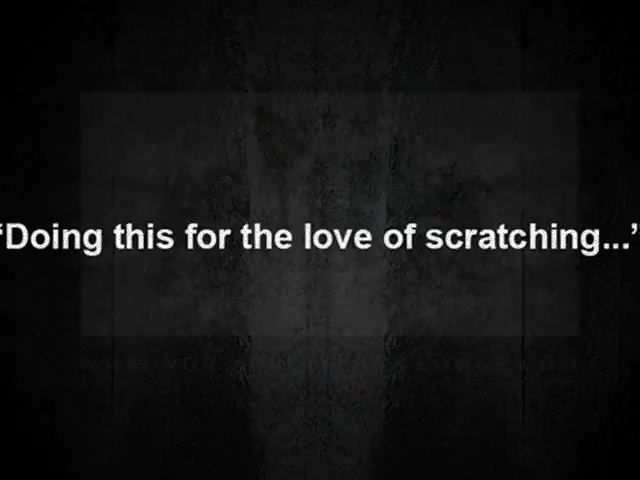 “Doing this for the love of scratching...”